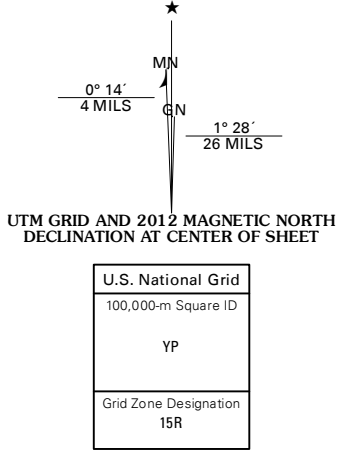 ★
MN
0° 14´
4 MILS
GN
1° 28´
26 MILS
UTM GRID AND 2012 MAGNETIC NORTH
DECLINATION AT CENTER OF SHEET
U.S. National Grid
100,000-m Square ID
YP
Grid Zone Designation
15R